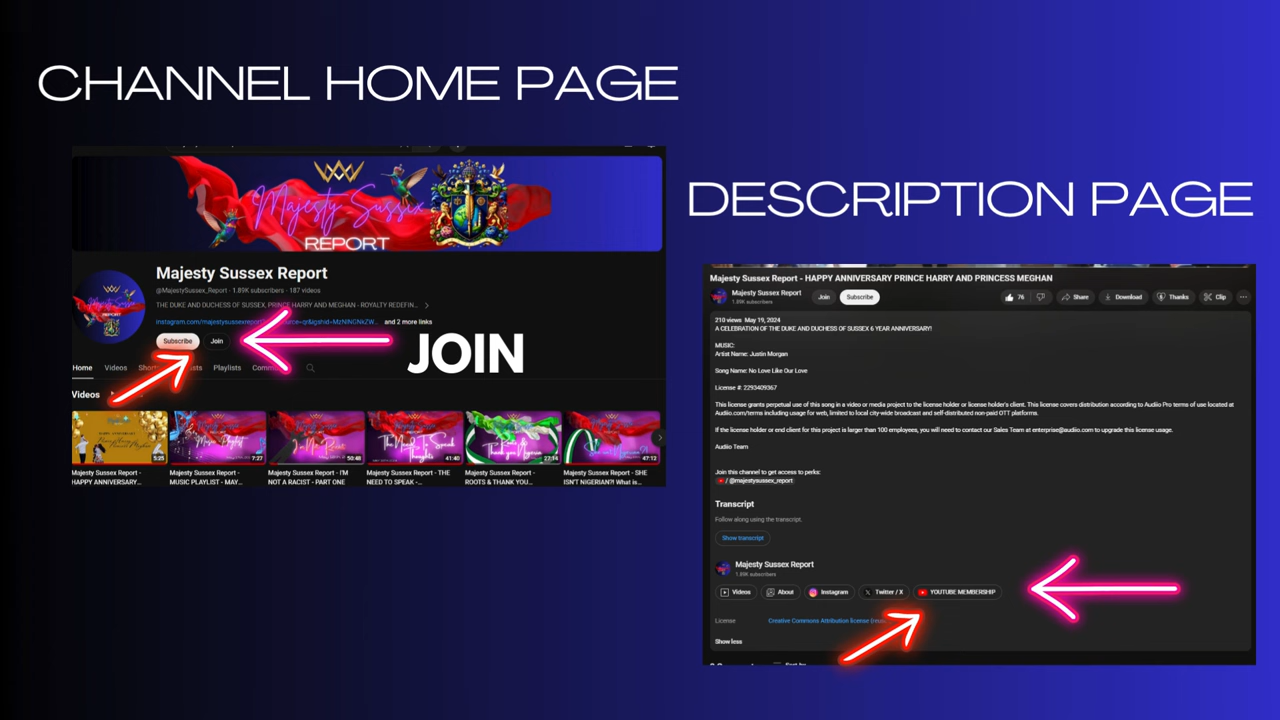 CHANNEL HOME PAGE
Majesty Sussix
REPORT
Majesty Sussex Report
@MajestySussex_Report · 1.89K subscribers · 187 videos
THE DUKE AND DUCHESS OF SUSSEX, PRINCE HARRY AND MEGHAN - ROYALTY REDEFIN...
and 2 more links
Subscribe Join
JOIN
Home Videos Playlists
Videos
5:25 7:27 50:46 41:40 27:14 47:13
Majesty Sussex Report - HAPPY ANNIVERSARY...
Majesty Sussex Report - MUSIC PLAYLIST - MAY...
Majesty Sussex Report - I'M NOT A RACIST - PART ONE
Majesty Sussex Report - THE NEED TO SPEAK -...
Majesty Sussex Report - ROOTS & THANK YOU...
Majesty Sussex Report - SHE ISN'T NIGERIAN?! What is...
DESCRIPTION PAGE
Majesty Sussex Report - HAPPY ANNIVERSARY PRINCE HARRY AND PRINCESS MEGHAN
Majesty Sussex Report
1.89K subscribers
Join Subscribe 76 Share Download Thanks Clip ...
210 views May 19, 2024
A CELEBRATION OF THE DUKE AND DUCHESS OF SUSSEX 6 YEAR ANNIVERSARY!
MUSIC:
Artist Name: Justin Morgan
Song Name: No Love Like Our Love
License #: 2293409367
This license grants perpetual use of this song in a video or media project to the license holder or license holder's client. This license covers distribution according to Audiio Pro terms of use located at
Audiio.com/terms including usage for web, limited to local city-wide broadcast and self-distributed non-paid OTT platforms.
If the license holder or end client for this project is larger than 100 employees, you will need to contact our Sales Team at enterprise@audiio.com to upgrade this license usage.
Audiio Team
Join this channel to get access to perks:
/ @majestysussex_report
Transcript
Follow along using the transcript.
Show transcript
Majesty Sussex Report
1.89K subscribers
Videos About Instagram Twitter / X YOUTUBE MEMBERSHIP
License Creative Commons Attribution license
Show less